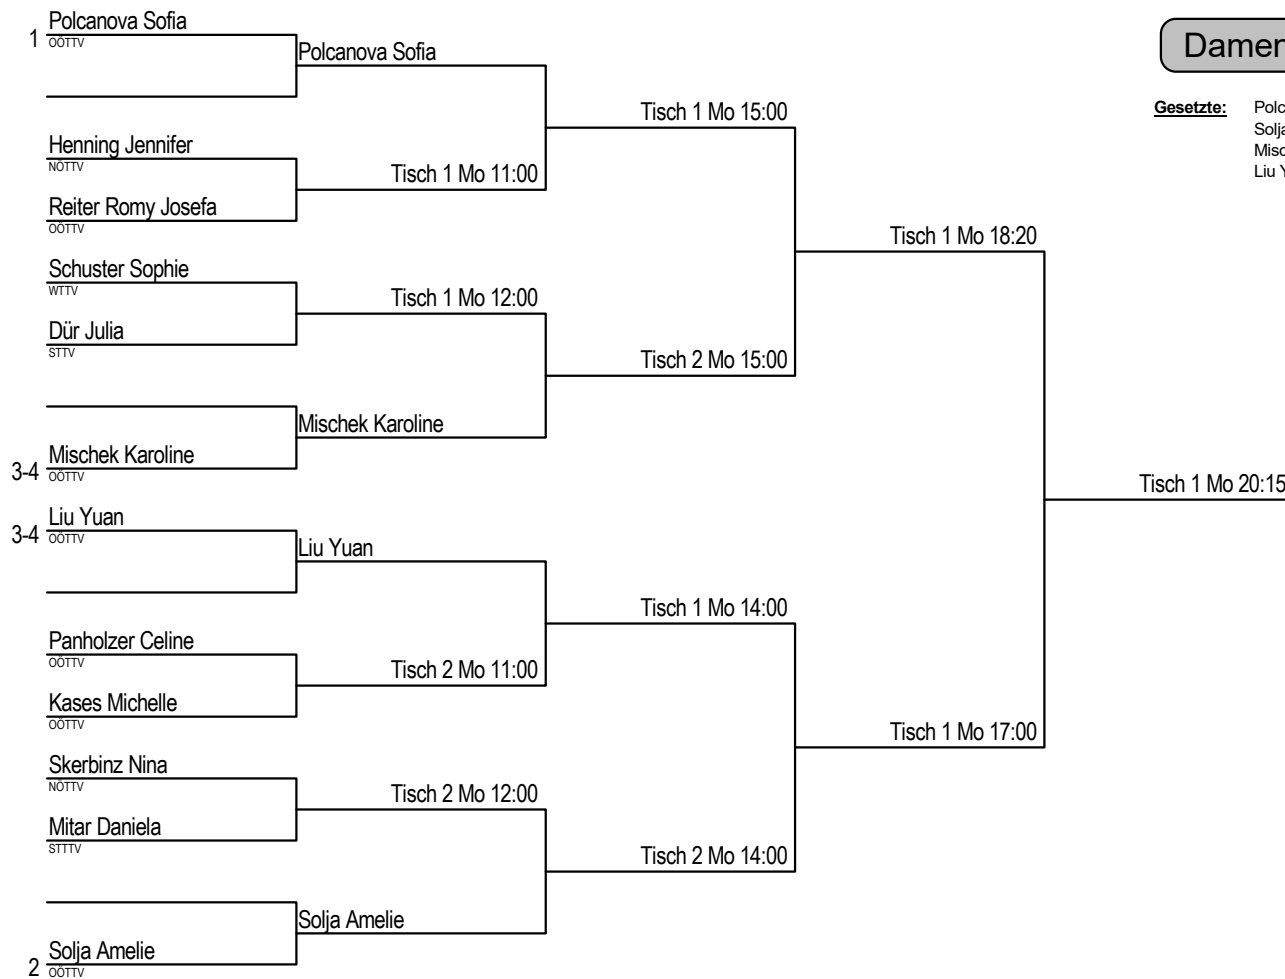 Polcanova Sofia
1
OÖTTV
Polcanova Sofia
Tisch 1 Mo 15:00
Henning Jennifer
NÖTTV
Tisch 1 Mo 11:00
Reiter Romy Josefa
OÖTTV
Tisch 1 Mo 18:20
Schuster Sophie
WTTV
Tisch 1 Mo 12:00
Dür Julia
STTV
Tisch 2 Mo 15:00
Mischek Karoline
Mischek Karoline
3-4
OÖTTV
Tisch 1 Mo 20:15
Liu Yuan
3-4
OÖTTV
Liu Yuan
Tisch 1 Mo 14:00
Panholzer Celine
OÖTTV
Tisch 2 Mo 11:00
Kases Michelle
OÖTTV
Tisch 1 Mo 17:00
Skerbinz Nina
NÖTTV
Tisch 2 Mo 12:00
Mitar Daniela
STTTV
Tisch 2 Mo 14:00
Solja Amelie
Solja Amelie
2
OÖTTV
Damen
Gesetzte:
Polc
Solja
Misc
Liu Y